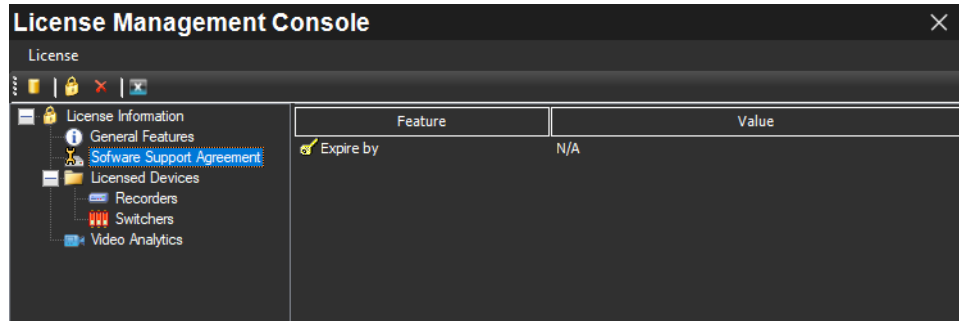 License Management Console
License
License Information
General Features
Sofware Support Agreement
Licensed Devices
Recorders
Switchers
Video Analytics
Feature Value
Expire by N/A